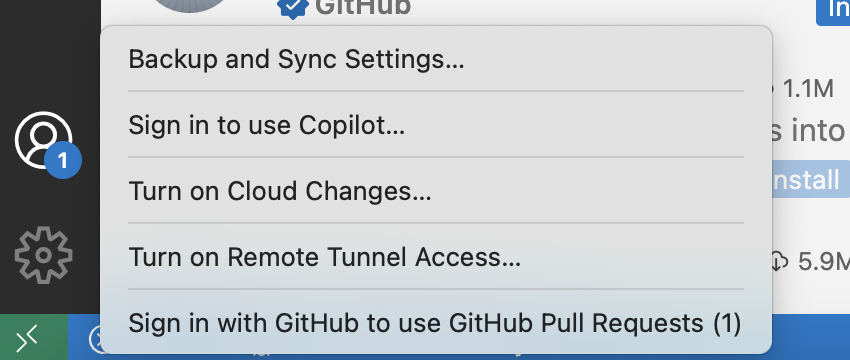 GitHub
In
Backup and Sync Settings...
1.1M
Sign in to use Copilot...
s into
1
nstall
Turn on Cloud Changes...
Turn on Remote Tunnel Access...
5.9M
Sign in with GitHub to use GitHub Pull Requests (1)